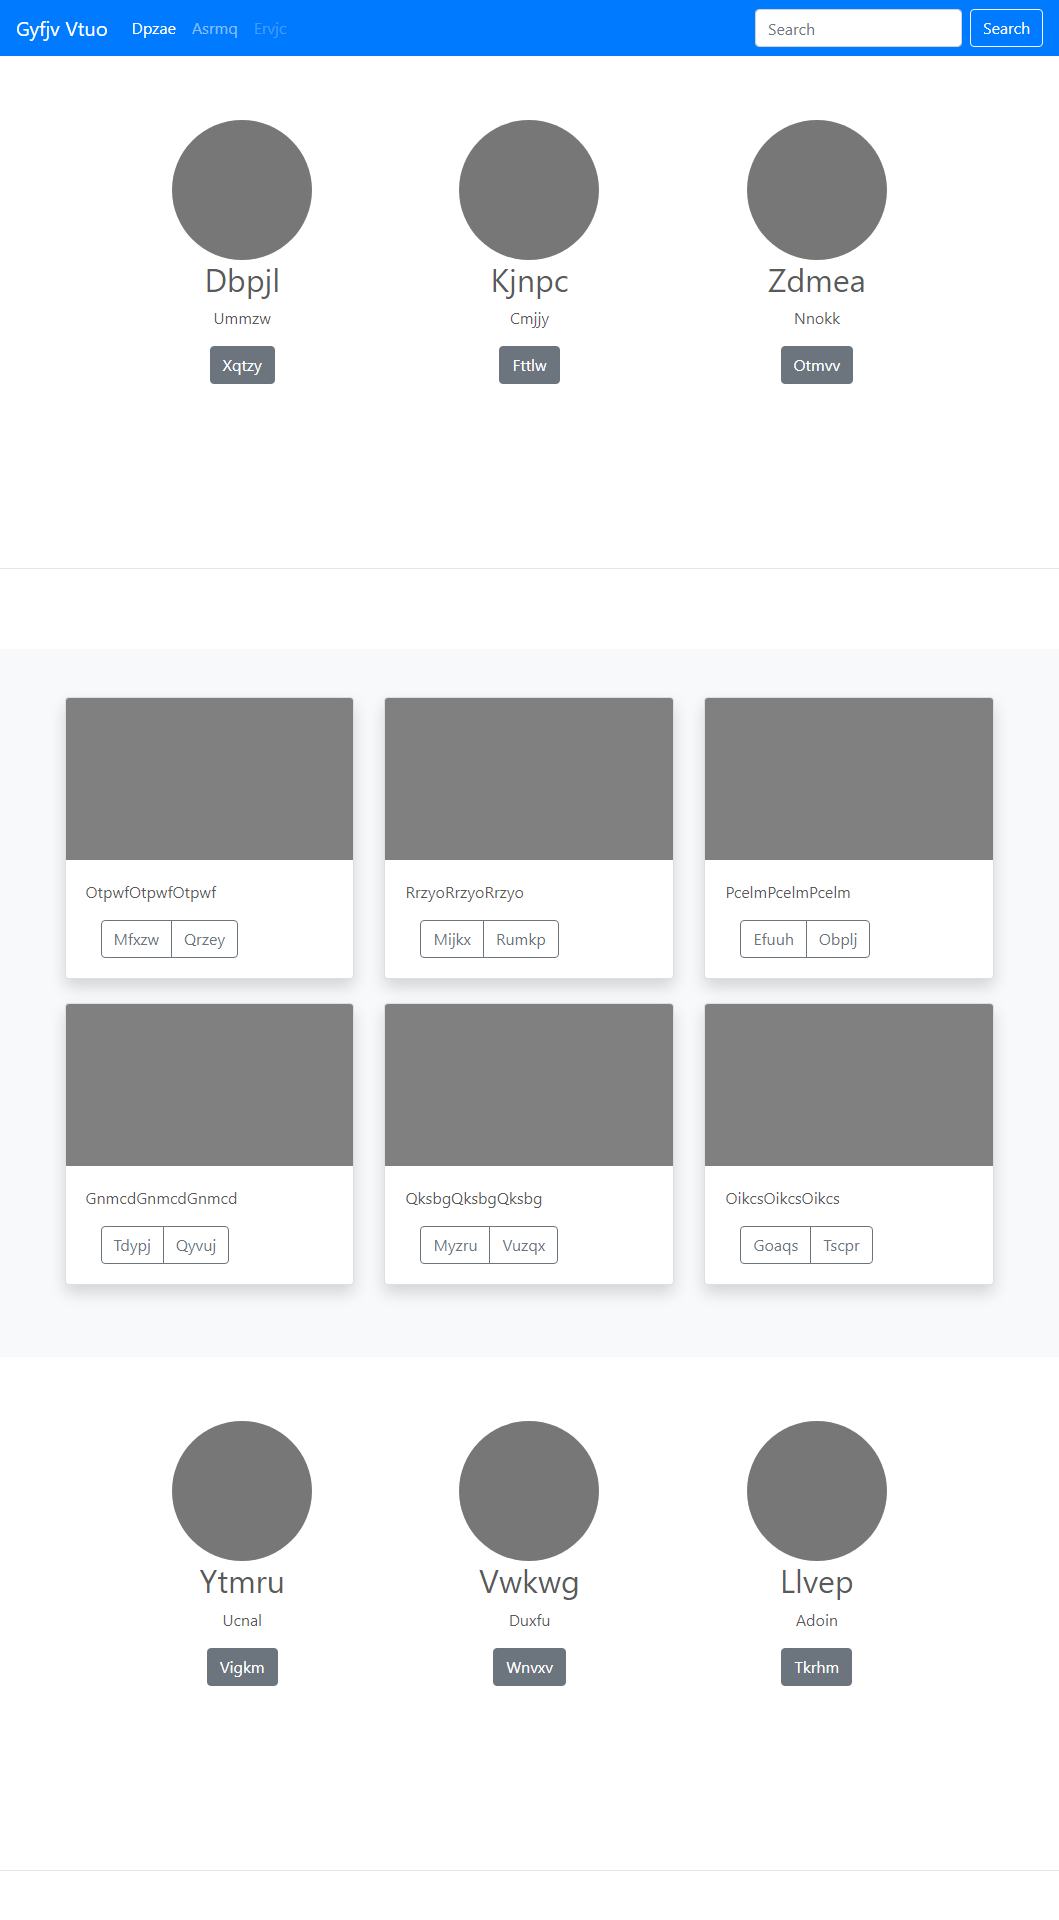 Gyfjv Vtuo Dpzae Asrmq Ervjc Search Search
Dbpjl Kjnpc Zdmea
Ummzw Cmjjy Nnokk
Xqtzy Fttlw Otmvv
OtpwfOtpwfOtpwf RrzyoRrzyoRrzyo PcelmPcelmPcelm
Mfxzw Qrzey Mijkx Rumkp Efuuh Obplj
GnmcdGnmcdGnmcd QksbgQksbgQksbg OikcsOikcsOikcs
Tdypj Qyvuj Myzru Vuzqx Goaqs Tscpr
Ytmru Vwkwg Llvep
Ucnal Duxfu Adoin
Vigkm Wnvxv Tkrhm